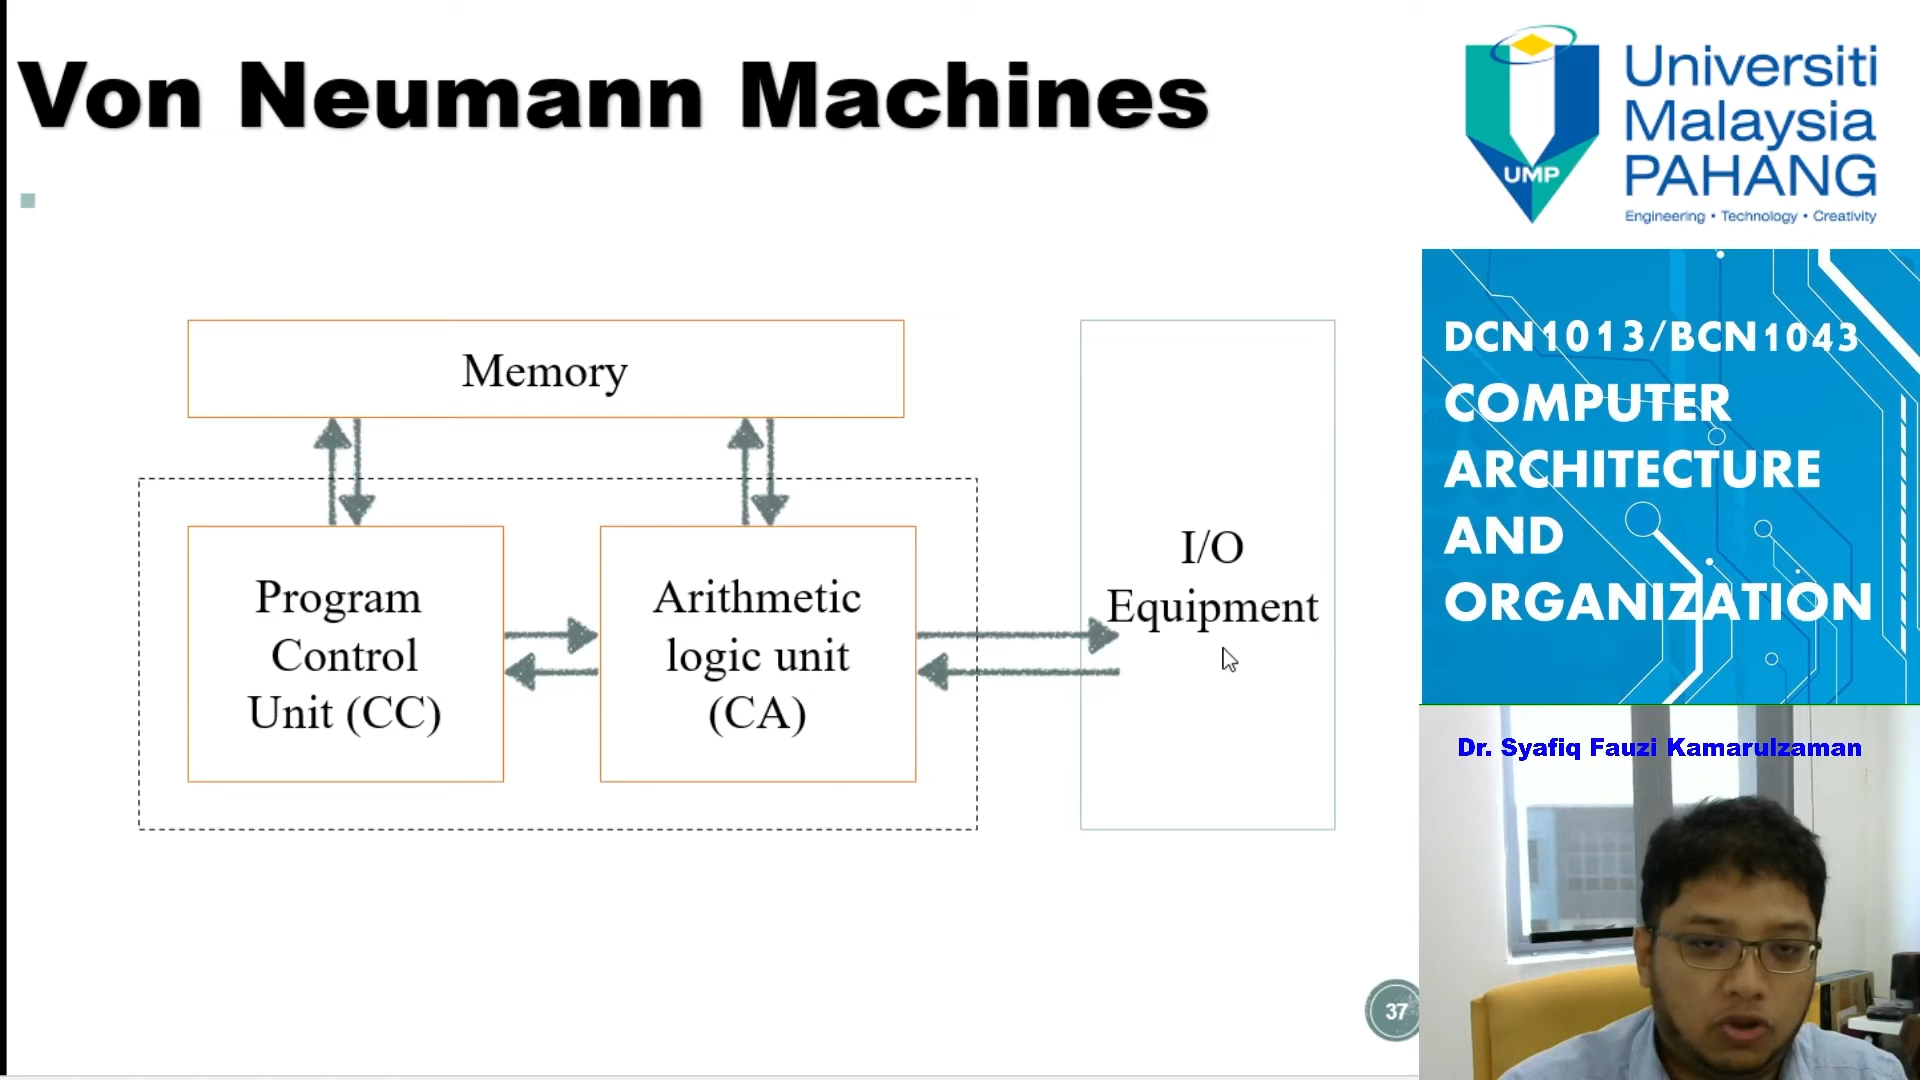 Von Neumann Machines
Memory
Program
Control
Unit (CC)
Arithmetic
logic unit
(CA)
I/O
Equipment
37
UMP
Universiti
Malaysia
PAHANG
Engineering • Technology • Creativity
DCN1013/BCN1043
COMPUTER
ARCHITECTURE
AND
ORGANIZATION
Dr. Syafiq Fauzi Kamarulzaman